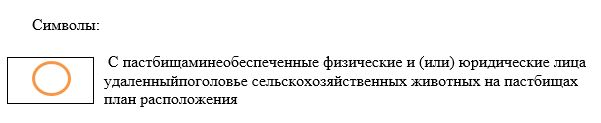 Символы:
С пастбищаминеобеспеченные физические и (или) юридические лица
удаленныйпоголовье сельскохозяйственных животных на пастбищах
план расположения